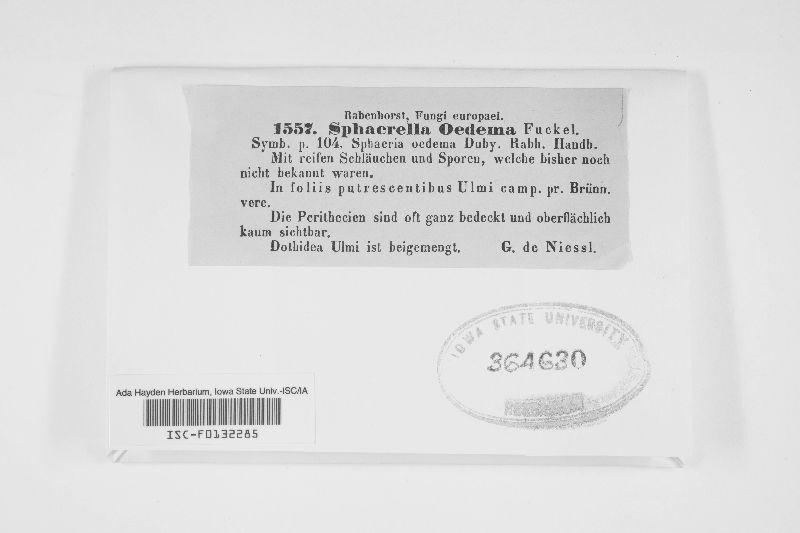 Rabenhorst, Fungi europaei.
1557. Sphaerella Oedema Fuckel.
Symb. p. 104. Sphaeria oedema Duby. Rabh. Handb.
Mit reifen Schläuchen und Sporen, welche bisher noch
nicht bekannt waren.
In foliis putrescentibus Ulmi camp. pr. Brünn.
vere.
Die Perithecien sind oft ganz bedeckt und oberflächlich
kaum sichtbar.
Dothidea Ulmi ist beigemengt. G. de Niessl.
IOWA STATE UNIVERSITY
364630
Ada Hayden Herbarium, Iowa State Univ.-ISC/IA
ISC-F0132285